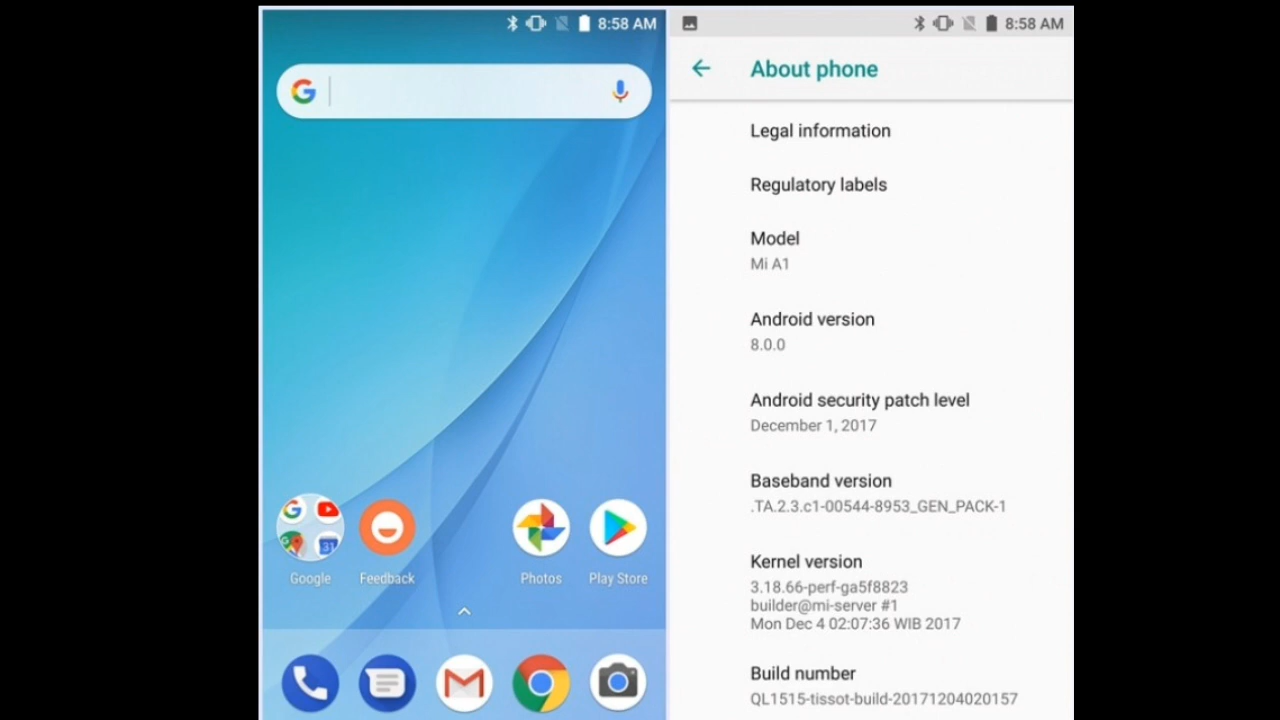 8:58 AM
Google
Feedback
Photos
Play Store
8:58 AM
About phone
Legal information
Regulatory labels
Model
Mi A1
Android version
8.0.0
Android security patch level
December 1, 2017
Baseband version
.TA.2.3.c1-00544-8953_GEN_PACK-1
Kernel version
3.18.66-perf-ga5f8823
builder@mi-server #1
Mon Dec 4 02:07:36 WIB 2017
Build number
QL1515-tissot-build-20171204020157